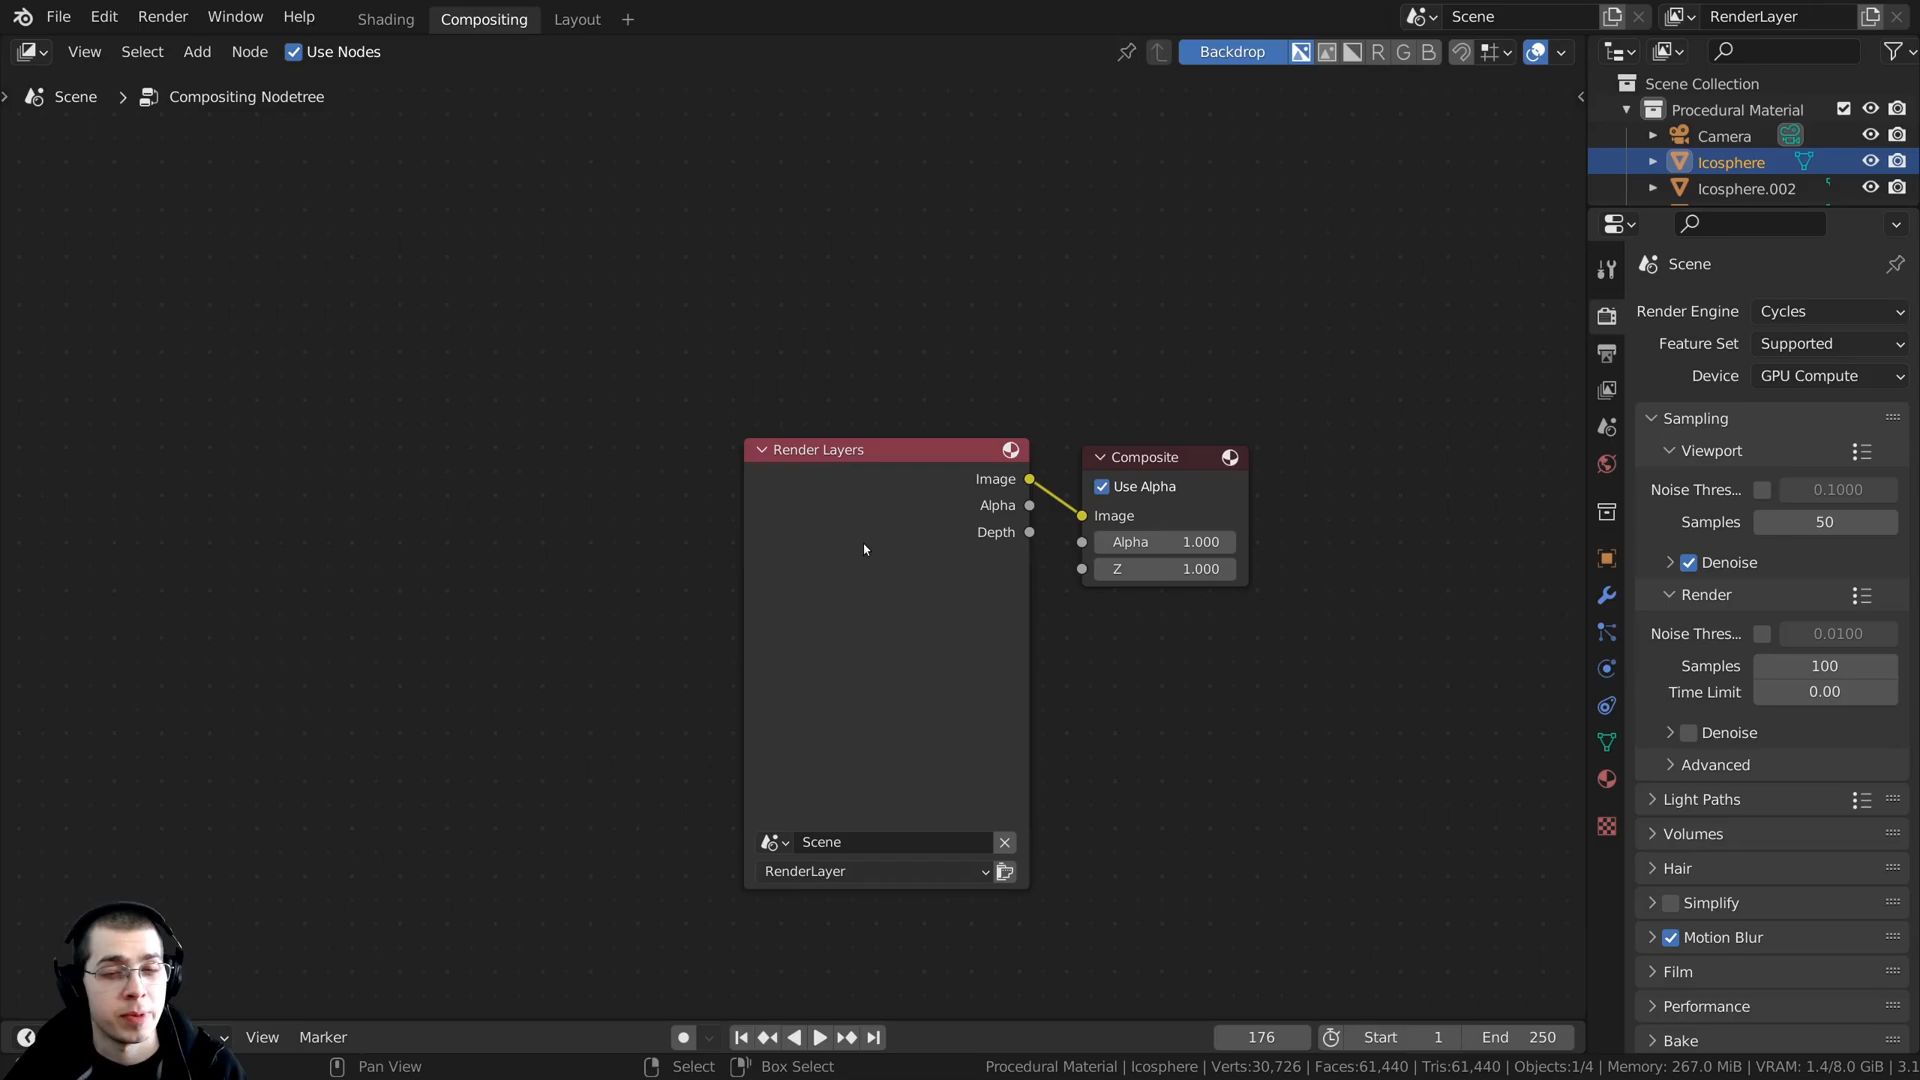 File Edit Render Window Help Shading Compositing Layout + Scene RenderLayer
View Select Add Node Use Nodes Backdrop R G B
Scene > Compositing Nodetree
Scene Collection
Procedural Material
Camera
Icosphere
Icosphere.002
Scene
Render Engine Cycles
Feature Set Supported
Device GPU Compute
Sampling
Viewport
Noise Thres... 0.1000
Samples 50
Denoise
Render
Noise Thres... 0.0100
Samples 100
Time Limit 0.00
Denoise
Advanced
Light Paths
Volumes
Hair
Simplify
Motion Blur
Film
Performance
Bake
Render Layers
Image
Alpha
Depth
Scene
RenderLayer
Composite
Use Alpha
Image
Alpha 1.000
Z 1.000
View Marker 176 Start 1 End 250
Pan View Select Box Select Procedural Material | Icosphere | Verts:30,726 | Faces:61,440 | Tris:61,440 | Objects:1/4 | Memory: 267.0 MiB | VRAM: 1.4/8.0 GiB | 3.1